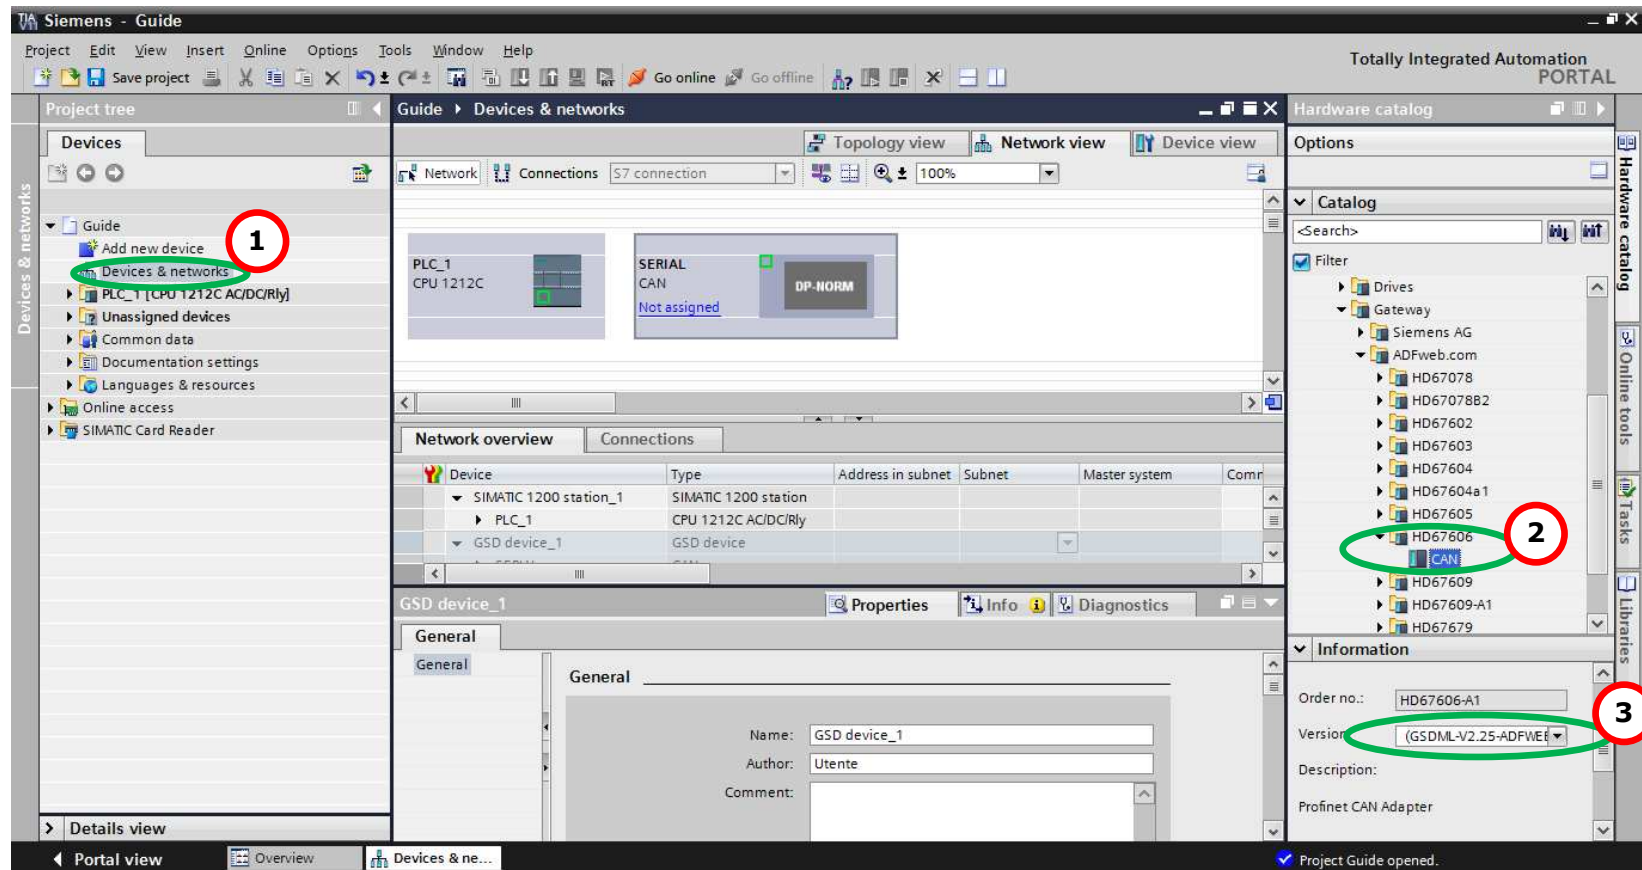 Siemens - Guide
Project Edit View Insert Online Options Tools Window Help
Totally Integrated Automation
PORTAL
Save project
Go online
Go offline
Project tree
Devices
Devices & networks
Guide
Add new device
Devices & networks
PLC_1 [CPU 1212C AC/DC/Rly]
Unassigned devices
Common data
Documentation settings
Languages & resources
Online access
SIMATIC Card Reader
1
Details view
Guide Devices & networks
Topology view
Network view
Device view
Network
Connections
S7 connection
100%
PLC_1
CPU 1212C
SERIAL
CAN
Not assigned
DP-NORM
Network overview
Connections
Device Type Address in subnet Subnet Master system
SIMATIC 1200 station_1 SIMATIC 1200 station
PLC_1 CPU 1212C AC/DC/Rly
GSD device_1 GSD device
GSD device_1
Properties
Info
Diagnostics
General
General
General
Name: GSD device_1
Author: Utente
Comment:
Hardware catalog
Options
Catalog
<Search>
Filter
Drives
Gateway
Siemens AG
ADFweb.com
HD67078
HD67078B2
HD67602
HD67603
HD67604
HD67604a1
HD67605
HD67606
CAN
HD67609
HD67609-A1
HD67679
2
Information
Order no.: HD67606-A1
Version (GSDML-V2.25-ADFWEE
3
Description:
Profinet CAN Adapter
Hardware catalog
Online tools
Tasks
Libraries
Portal view
Overview
Devices & ne...
Project Guide opened.